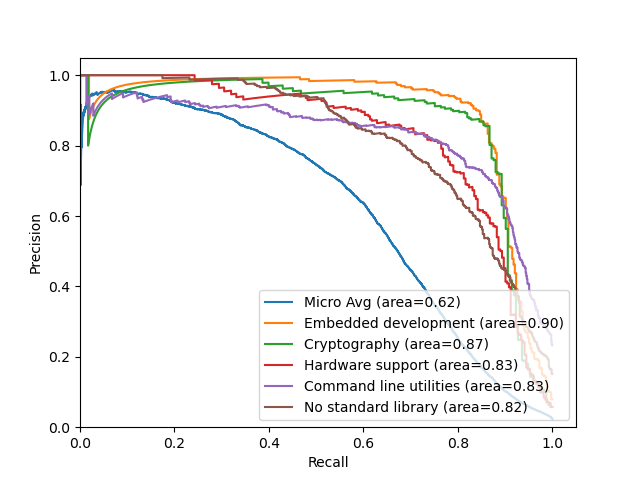 1.0
0.8
0.6
0.4
0.2
0.0
Precision
Micro Avg (area=0.62)
Embedded development (area=0.90)
Cryptography (area=0.87)
Hardware support (area=0.83)
Command line utilities (area=0.83)
No standard library (area=0.82)
0.0 0.2 0.4 0.6 0.8 1.0
Recall